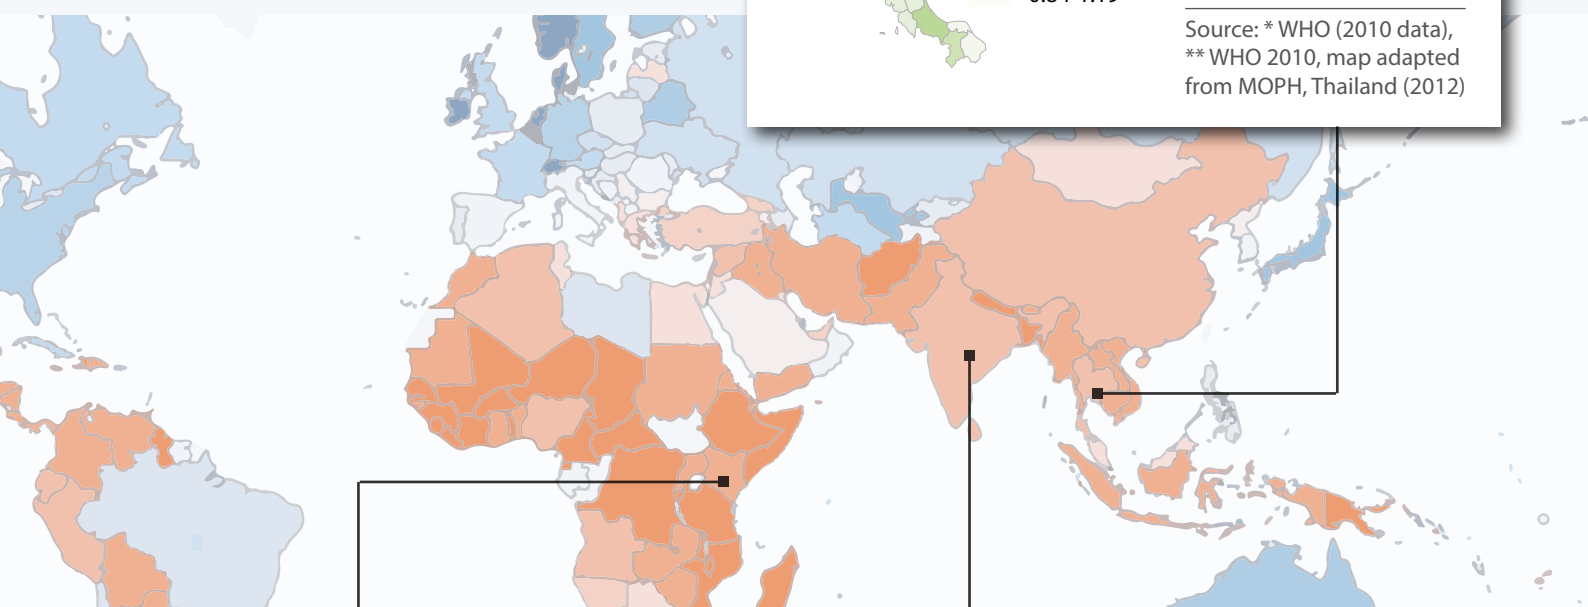 Source: * WHO (2010 data),
** WHO 2010, map adapted
from MOPH, Thailand (2012)